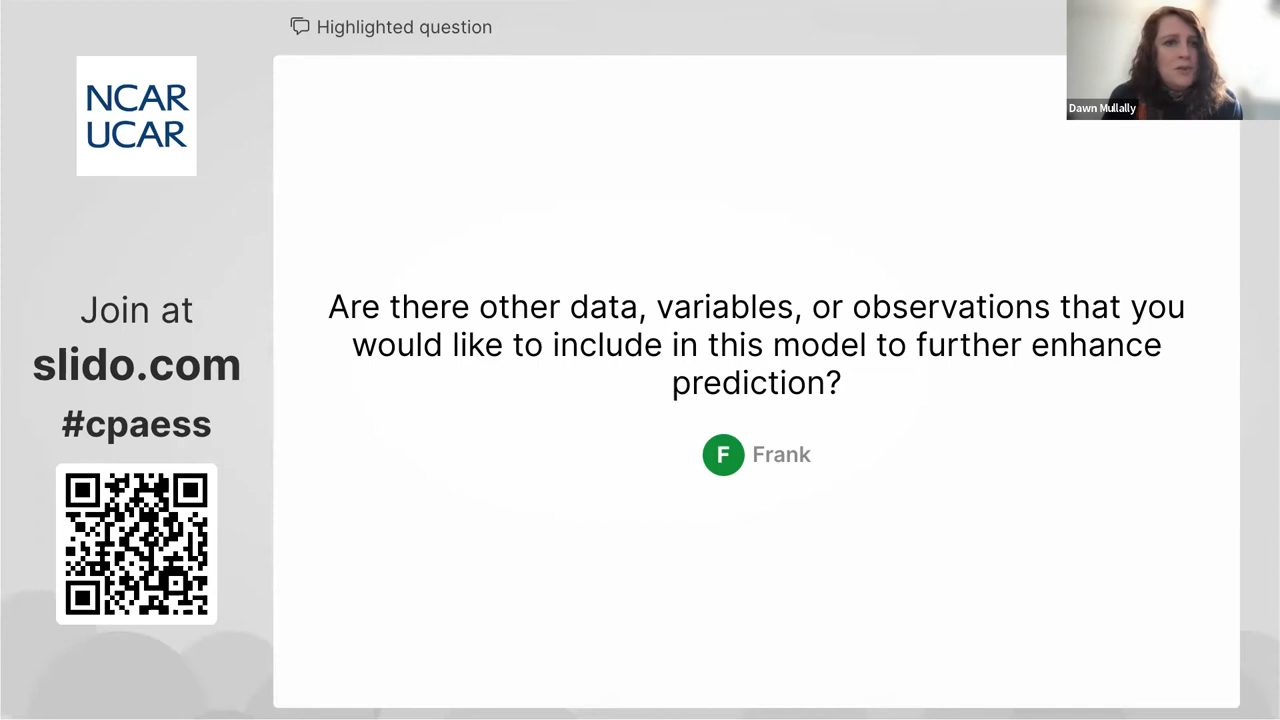 Highlighted question
NCAR
UCAR
Dawn Mullally
Join at
slido.com
#cpaess
Are there other data, variables, or observations that you
would like to include in this model to further enhance
prediction?
F Frank